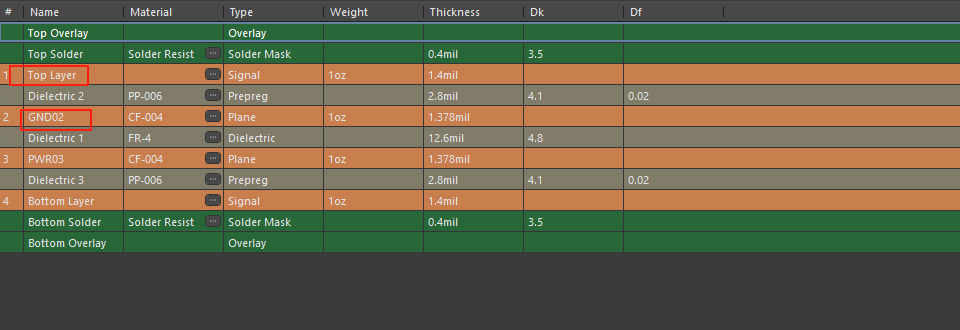 # Name Material Type Weight Thickness Dk Df
Top Overlay Overlay
Top Solder Solder Resist ... Solder Mask 0.4mil 3.5
1 Top Layer ... Signal 1oz 1.4mil
Dielectric 2 PP-006 ... Prepreg 2.8mil 4.1 0.02
2 GND02 CF-004 ... Plane 1oz 1.378mil
Dielectric 1 FR-4 ... Dielectric 12.6mil 4.8
3 PWR03 CF-004 ... Plane 1oz 1.378mil
Dielectric 3 PP-006 ... Prepreg 2.8mil 4.1 0.02
4 Bottom Layer ... Signal 1oz 1.4mil
Bottom Solder Solder Resist ... Solder Mask 0.4mil 3.5
Bottom Overlay Overlay